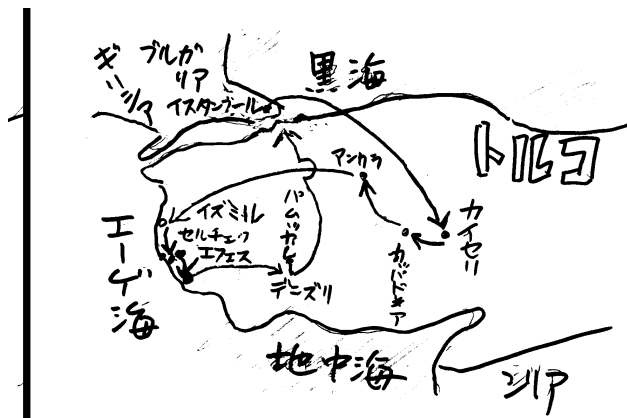 ギリシア
ブルガ
リア
黒海
イスタンブール
トルコ
アンカラ
イズミル
セルチュク
エフェス
パムッカレ
デニズリ
カッパドキア
カイセリ
エーゲ海
地中海
シリア